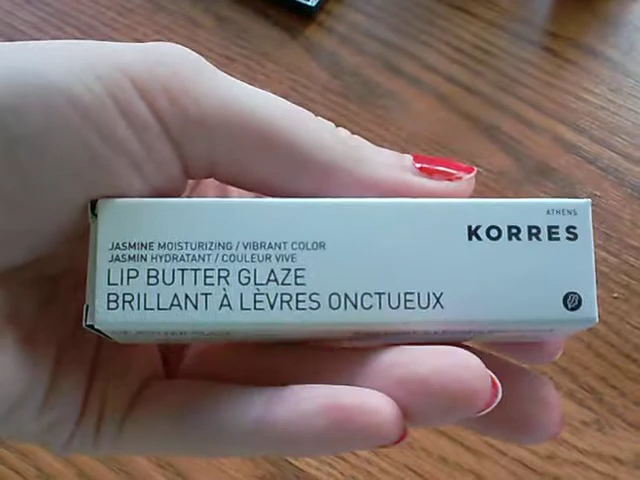 ATHENS
KORRES
JASMINE MOISTURIZING / VIBRANT COLOR
JASMIN HYDRATANT / COULEUR VIVE
LIP BUTTER GLAZE
BRILLANT À LÈVRES ONCTUEUX